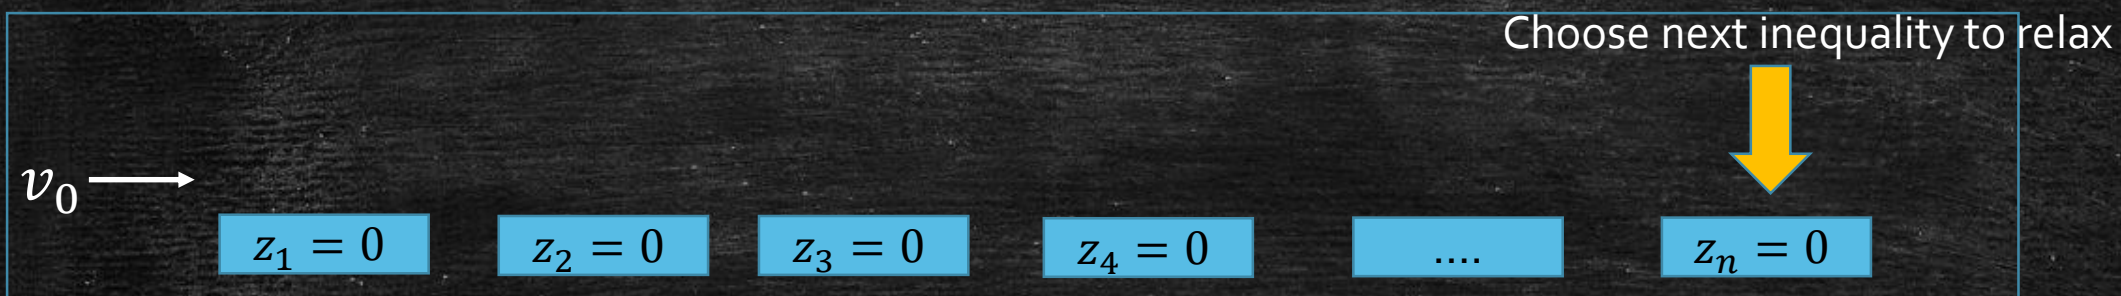 Choose next inequality to relax
v₀
z₁ = 0
z₂ = 0
z₃ = 0
z₄ = 0
....
zₙ = 0